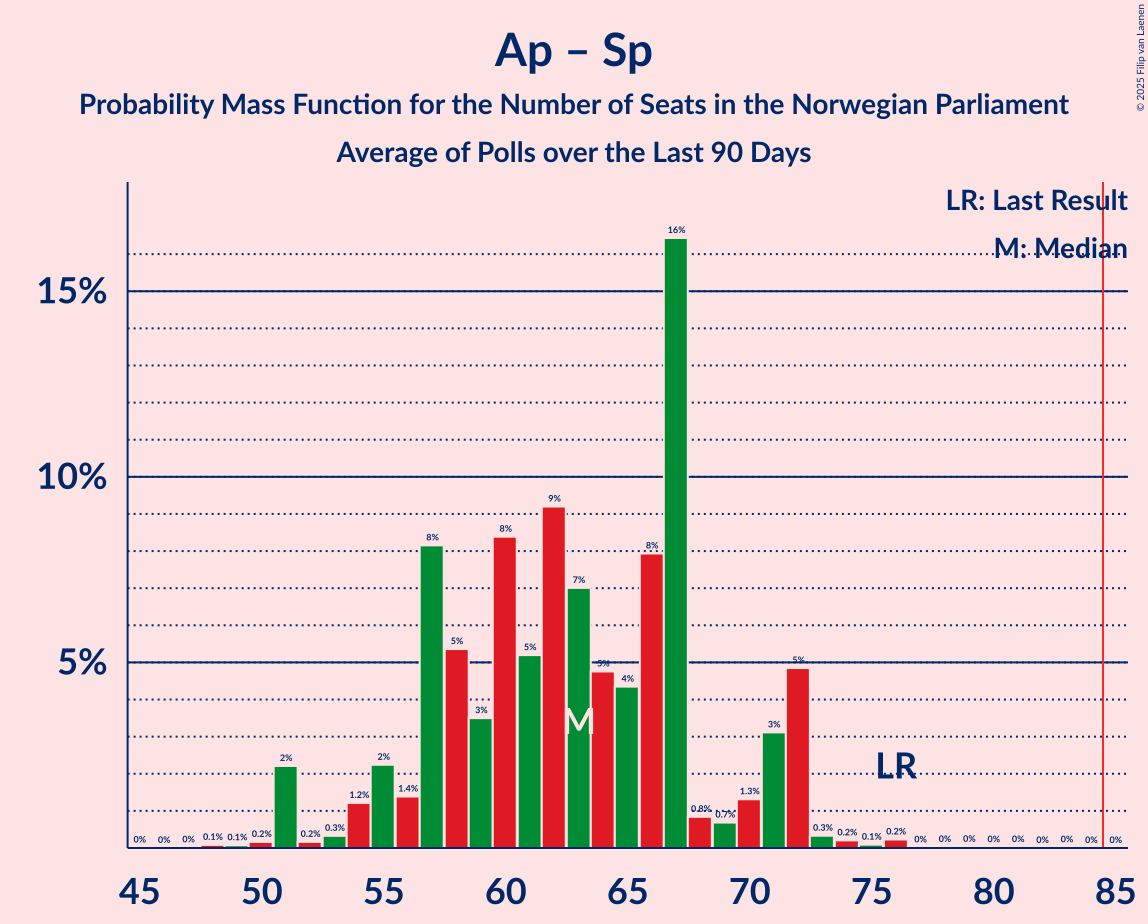 Ap – Sp
Probability Mass Function for the Number of Seats in the Norwegian Parliament
Average of Polls over the Last 90 Days
© 2025 Filip van Laenen
LR: Last Result
M: Median
15%
10%
5%
0% 0% 0% 0.1% 0.1% 0.2% 2% 0.2% 0.3% 1.2% 2% 1.4% 8% 5% 3% 8% 5% 9% 7% 5% 4% 8% 16% 0.8% 0.7% 1.3% 3% 5% 0.3% 0.2% 0.1% 0.2% 0% 0% 0% 0% 0% 0% 0% 0% 0%
M
LR
45 50 55 60 65 70 75 80 85